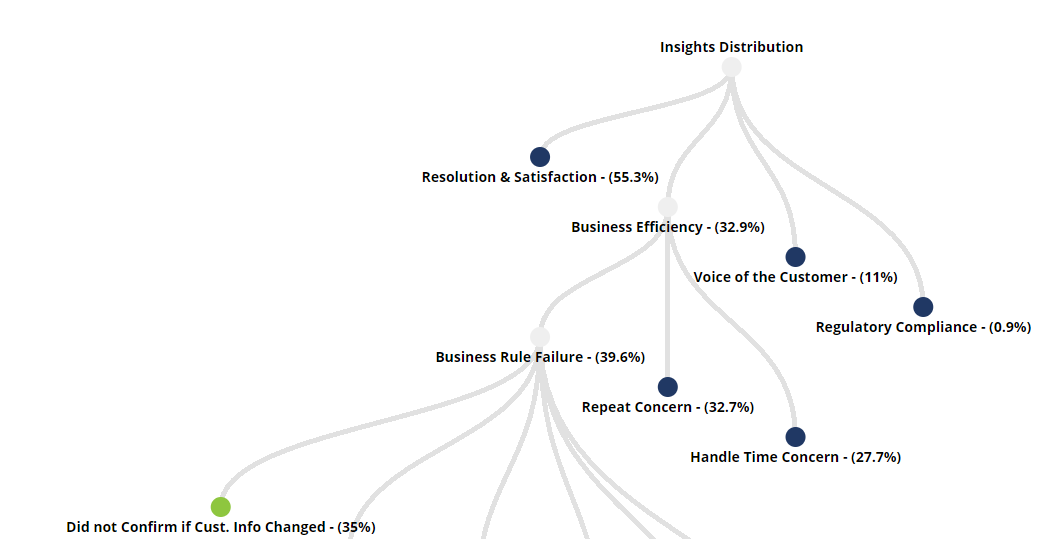 Insights Distribution
Resolution & Satisfaction - (55.3%)
Business Efficiency - (32.9%)
Voice of the Customer - (11%)
Regulatory Compliance - (0.9%)
Business Rule Failure - (39.6%)
Repeat Concern - (32.7%)
Handle Time Concern - (27.7%)
Did not Confirm if Cust. Info Changed - (35%)